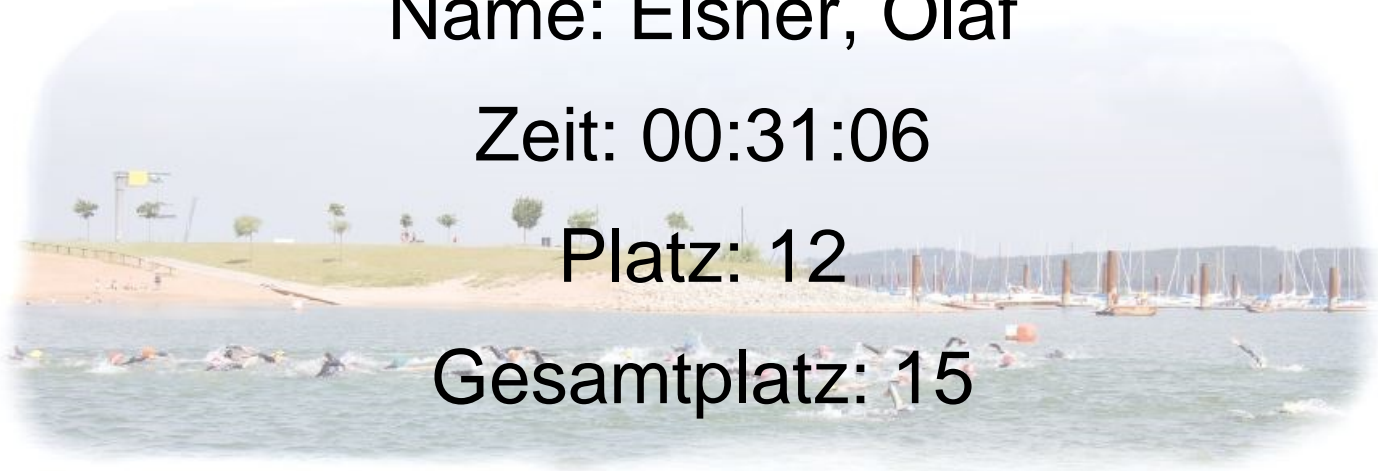 Name: Elsner, Olaf
Zeit: 00:31:06
Platz: 12
Gesamtplatz: 15